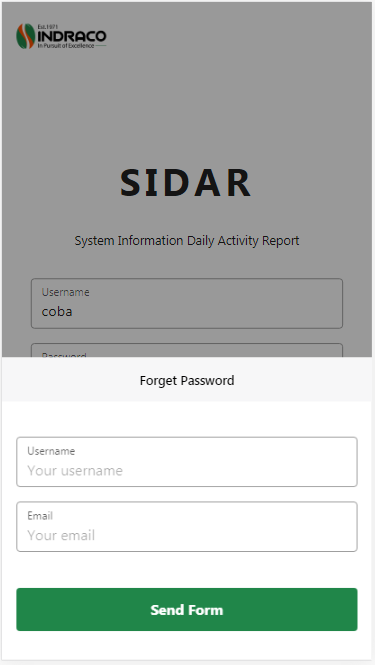 Est.1971
INDRACO
In Pursuit of Excellence
SIDAR
System Information Daily Activity Report
Username
coba
Password
Forget Password
Username
Your username
Email
Your email
Send Form